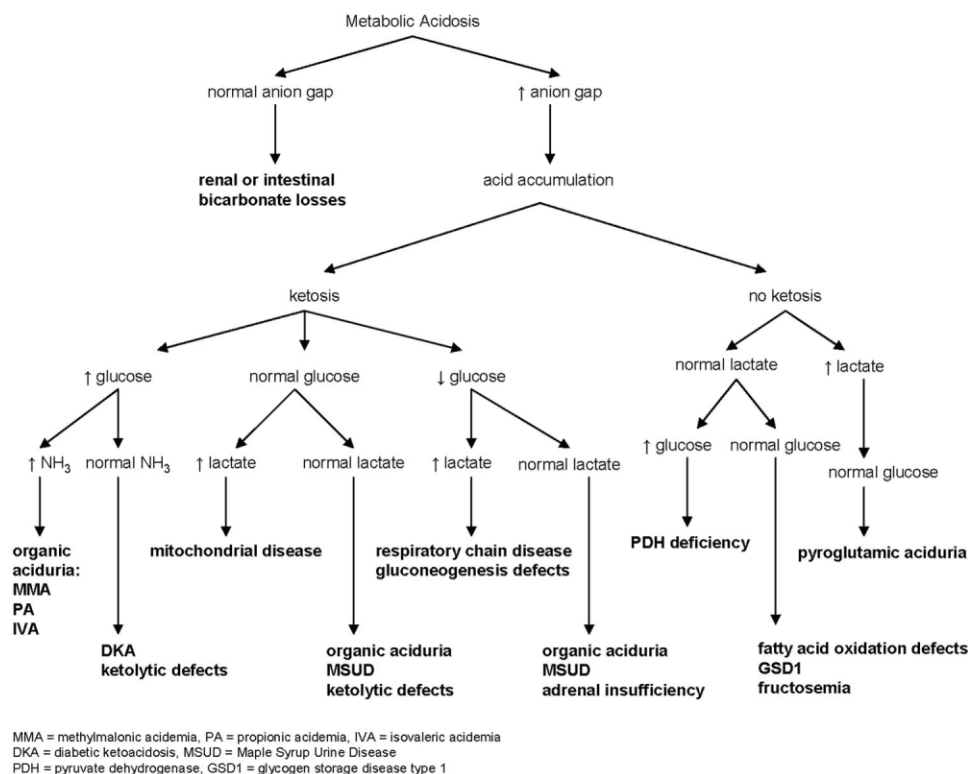 Metabolic Acidosis
normal anion gap
↑ anion gap
renal or intestinal
bicarbonate losses
acid accumulation
ketosis
no ketosis
↑ glucose
normal glucose
↓ glucose
normal lactate
↑ lactate
↑ NH3
normal NH3
↑ lactate
normal lactate
↑ lactate
normal lactate
↑ glucose
normal glucose
normal glucose
organic
aciduria:
MMA
PA
IVA
mitochondrial disease
respiratory chain disease
gluconeogenesis defects
PDH deficiency
pyroglutamic aciduria
DKA
ketolytic defects
organic aciduria
MSUD
ketolytic defects
organic aciduria
MSUD
adrenal insufficiency
fatty acid oxidation defects
GSD1
fructosemia
MMA = methylmalonic acidemia, PA = propionic acidemia, IVA = isovaleric acidemia
DKA = diabetic ketoacidosis, MSUD = Maple Syrup Urine Disease
PDH = pyruvate dehydrogenase, GSD1 = glycogen storage disease type 1